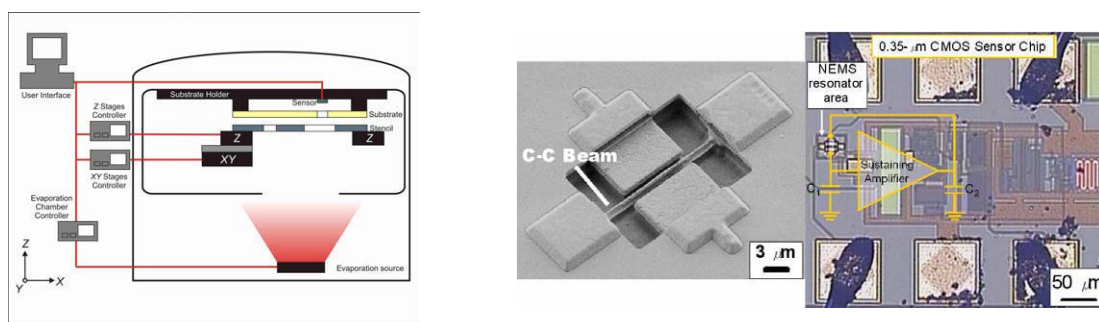 User Interface
Z Stages
Controller
XY Stages
Controller
Evaporation
Chamber
Controller
Z
Y
X
Substrate Holder
Sensor
Substrate
Stencil
Z
Z
XY
Evaporation source
C-C Beam
3 μm
0.35- μm CMOS Sensor Chip
NEMS
resonator
area
Sustaining
Amplifier
C1
C2
50 μm